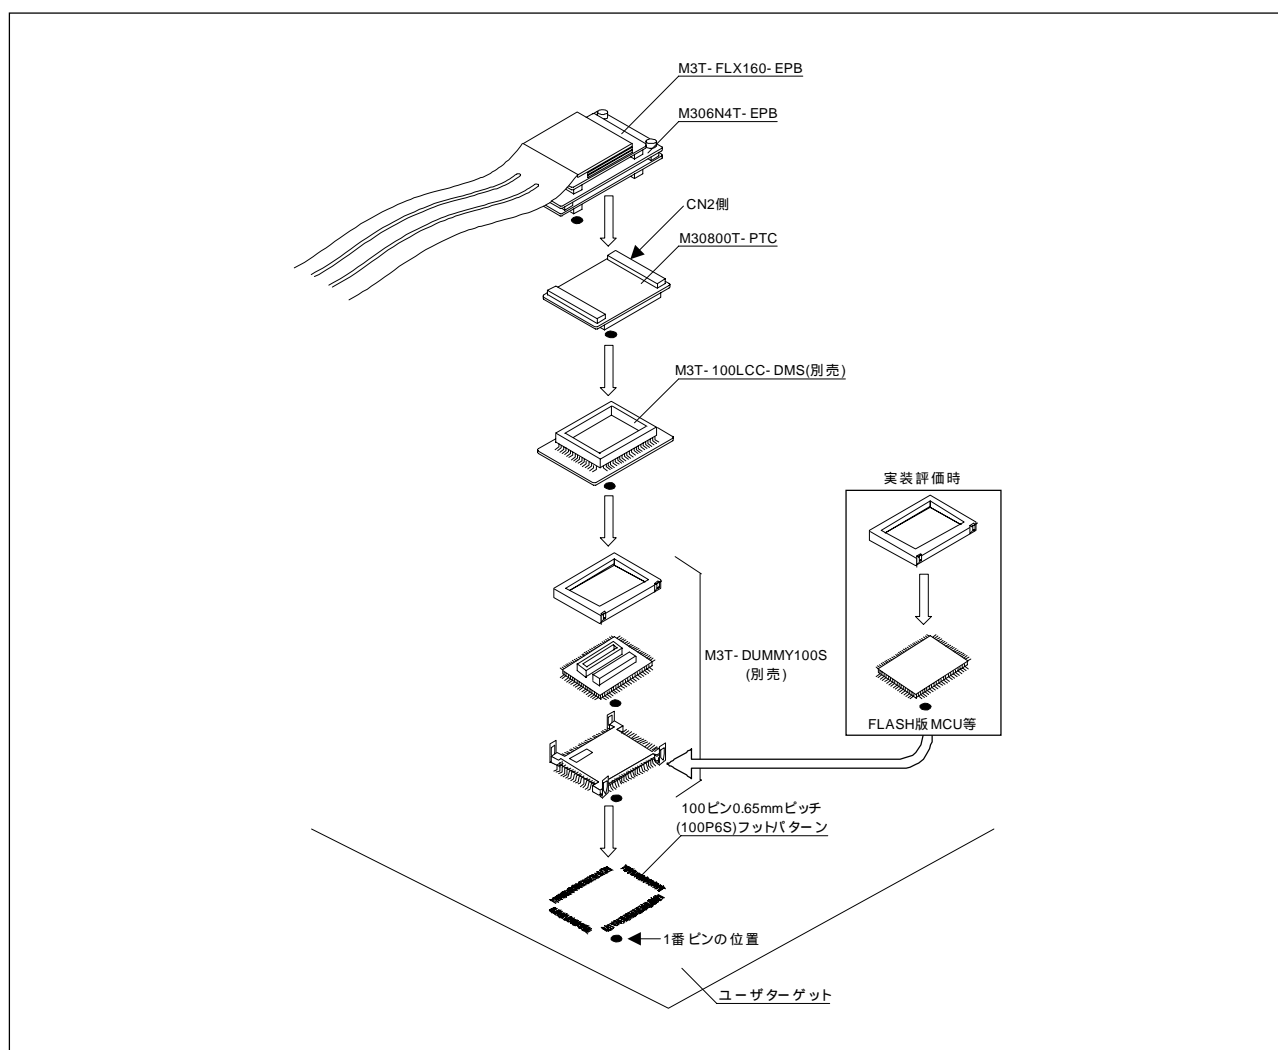 M3T-FLX160-EPB
M306N4T-EPB
CN2側
M30800T-PTC
M3T-100LCC-DMS(別売)
実装評価時
M3T-DUMMY100S
(別売)
FLASH版MCU等
100ピン0.65mmピッチ
(100P6S)フットパターン
1番ピンの位置
ユーザターゲット